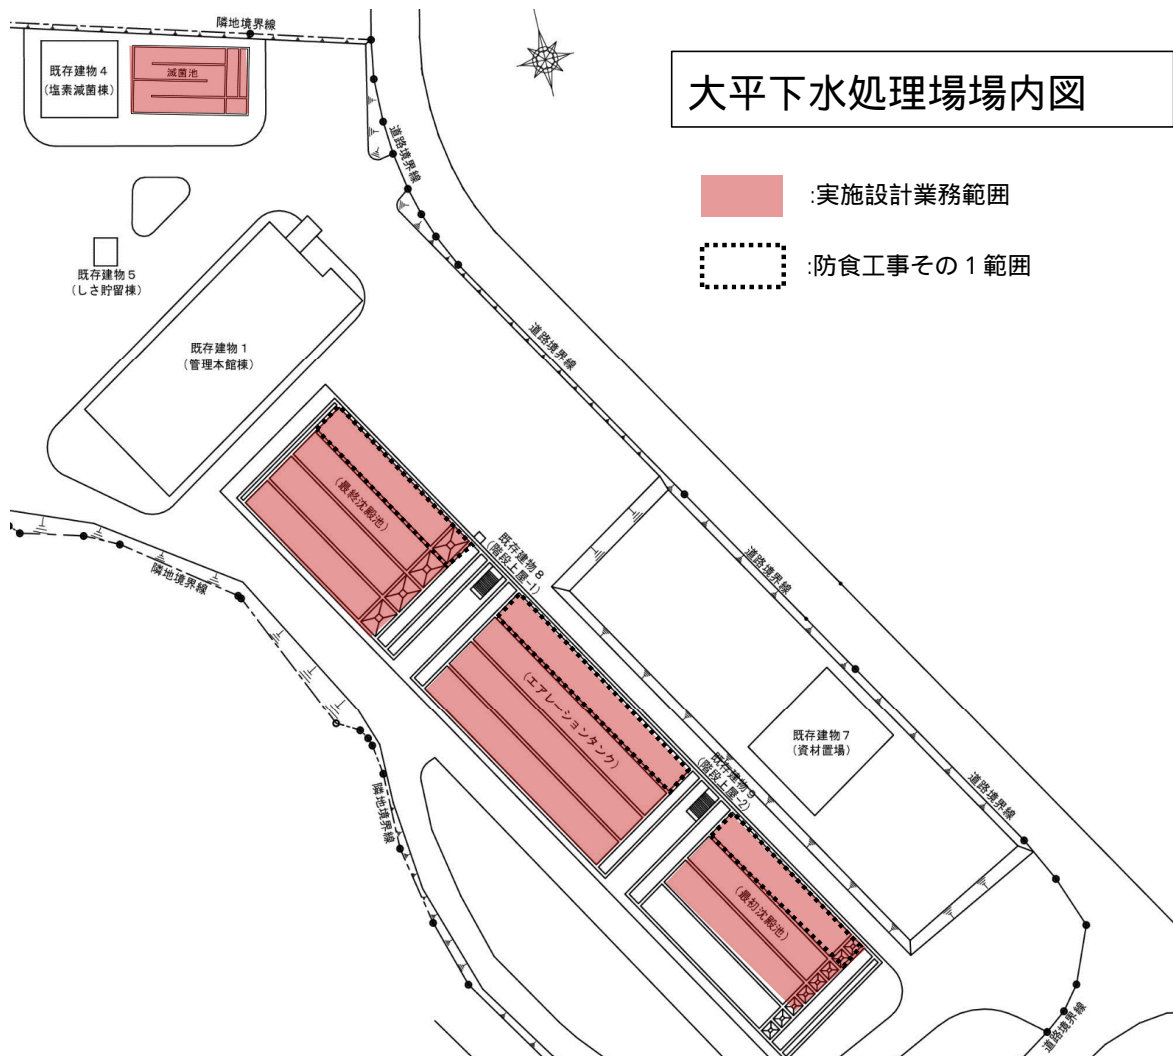 隣地境界線
既存建物４
(塩素滅菌棟)
滅菌池
大平下水処理場場内図
道路境界線
:実施設計業務範囲
:防食工事その１範囲
既存建物５
(しさ貯留棟)
道路境界線
既存建物１
(管理本館棟)
(最終沈殿池)
既存建物８
(階段上屋-1)
道路境界線
隣地境界線
(エアレーションタンク)
既存建物７
(資材置場)
既存建物９
(階段上屋-2)
道路境界線
隣地境界線
(最初沈殿池)
道路境界線